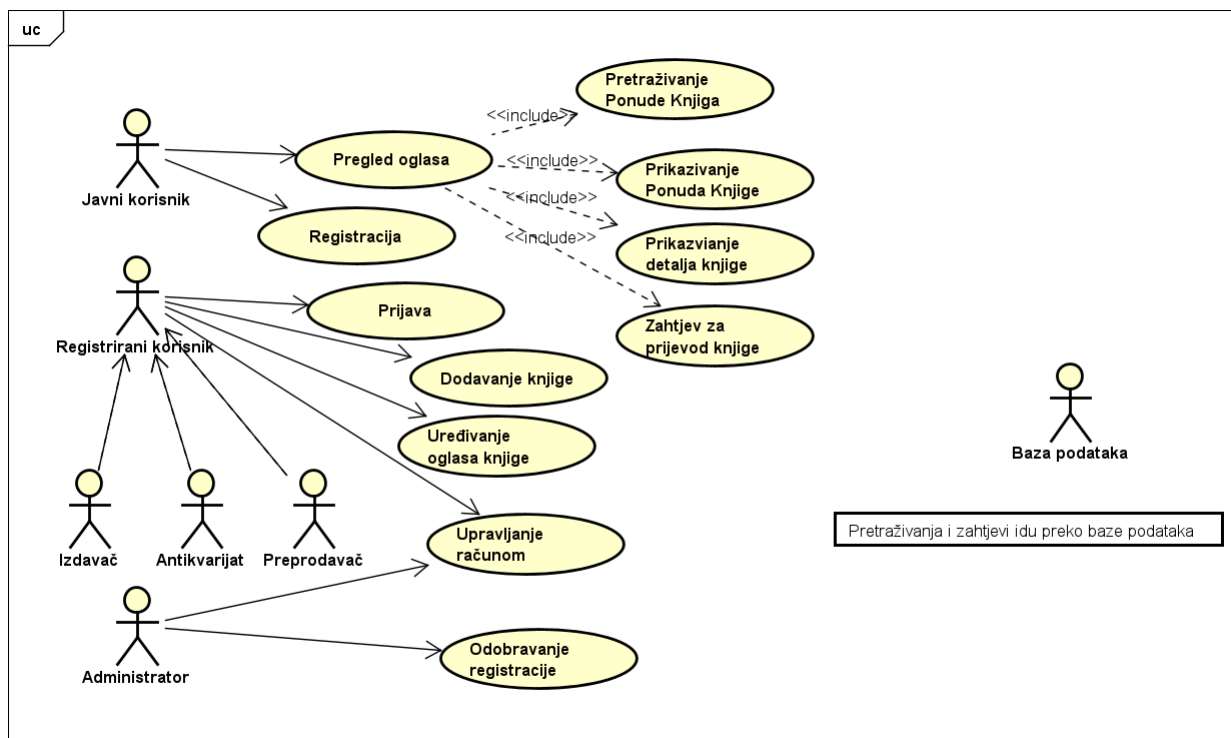 uc
Pretraživanje
Ponude Knjiga
<<include>>
Javni korisnik
Pregled oglasa
<<include>>
Prikazivanje
Ponuda Knjige
<<include>>
Registracija
<<include>>
Prikazvianje
detalja knjige
Registrirani korisnik
Prijava
Zahtjev za
prijevod knjige
Dodavanje knjige
Uređivanje
oglasa knjige
Baza podataka
Izdavač
Antikvarijat
Preprodavač
Upravljanje
računom
Pretraživanja i zahtjevi idu preko baze podataka
Administrator
Odobravanje
registracije